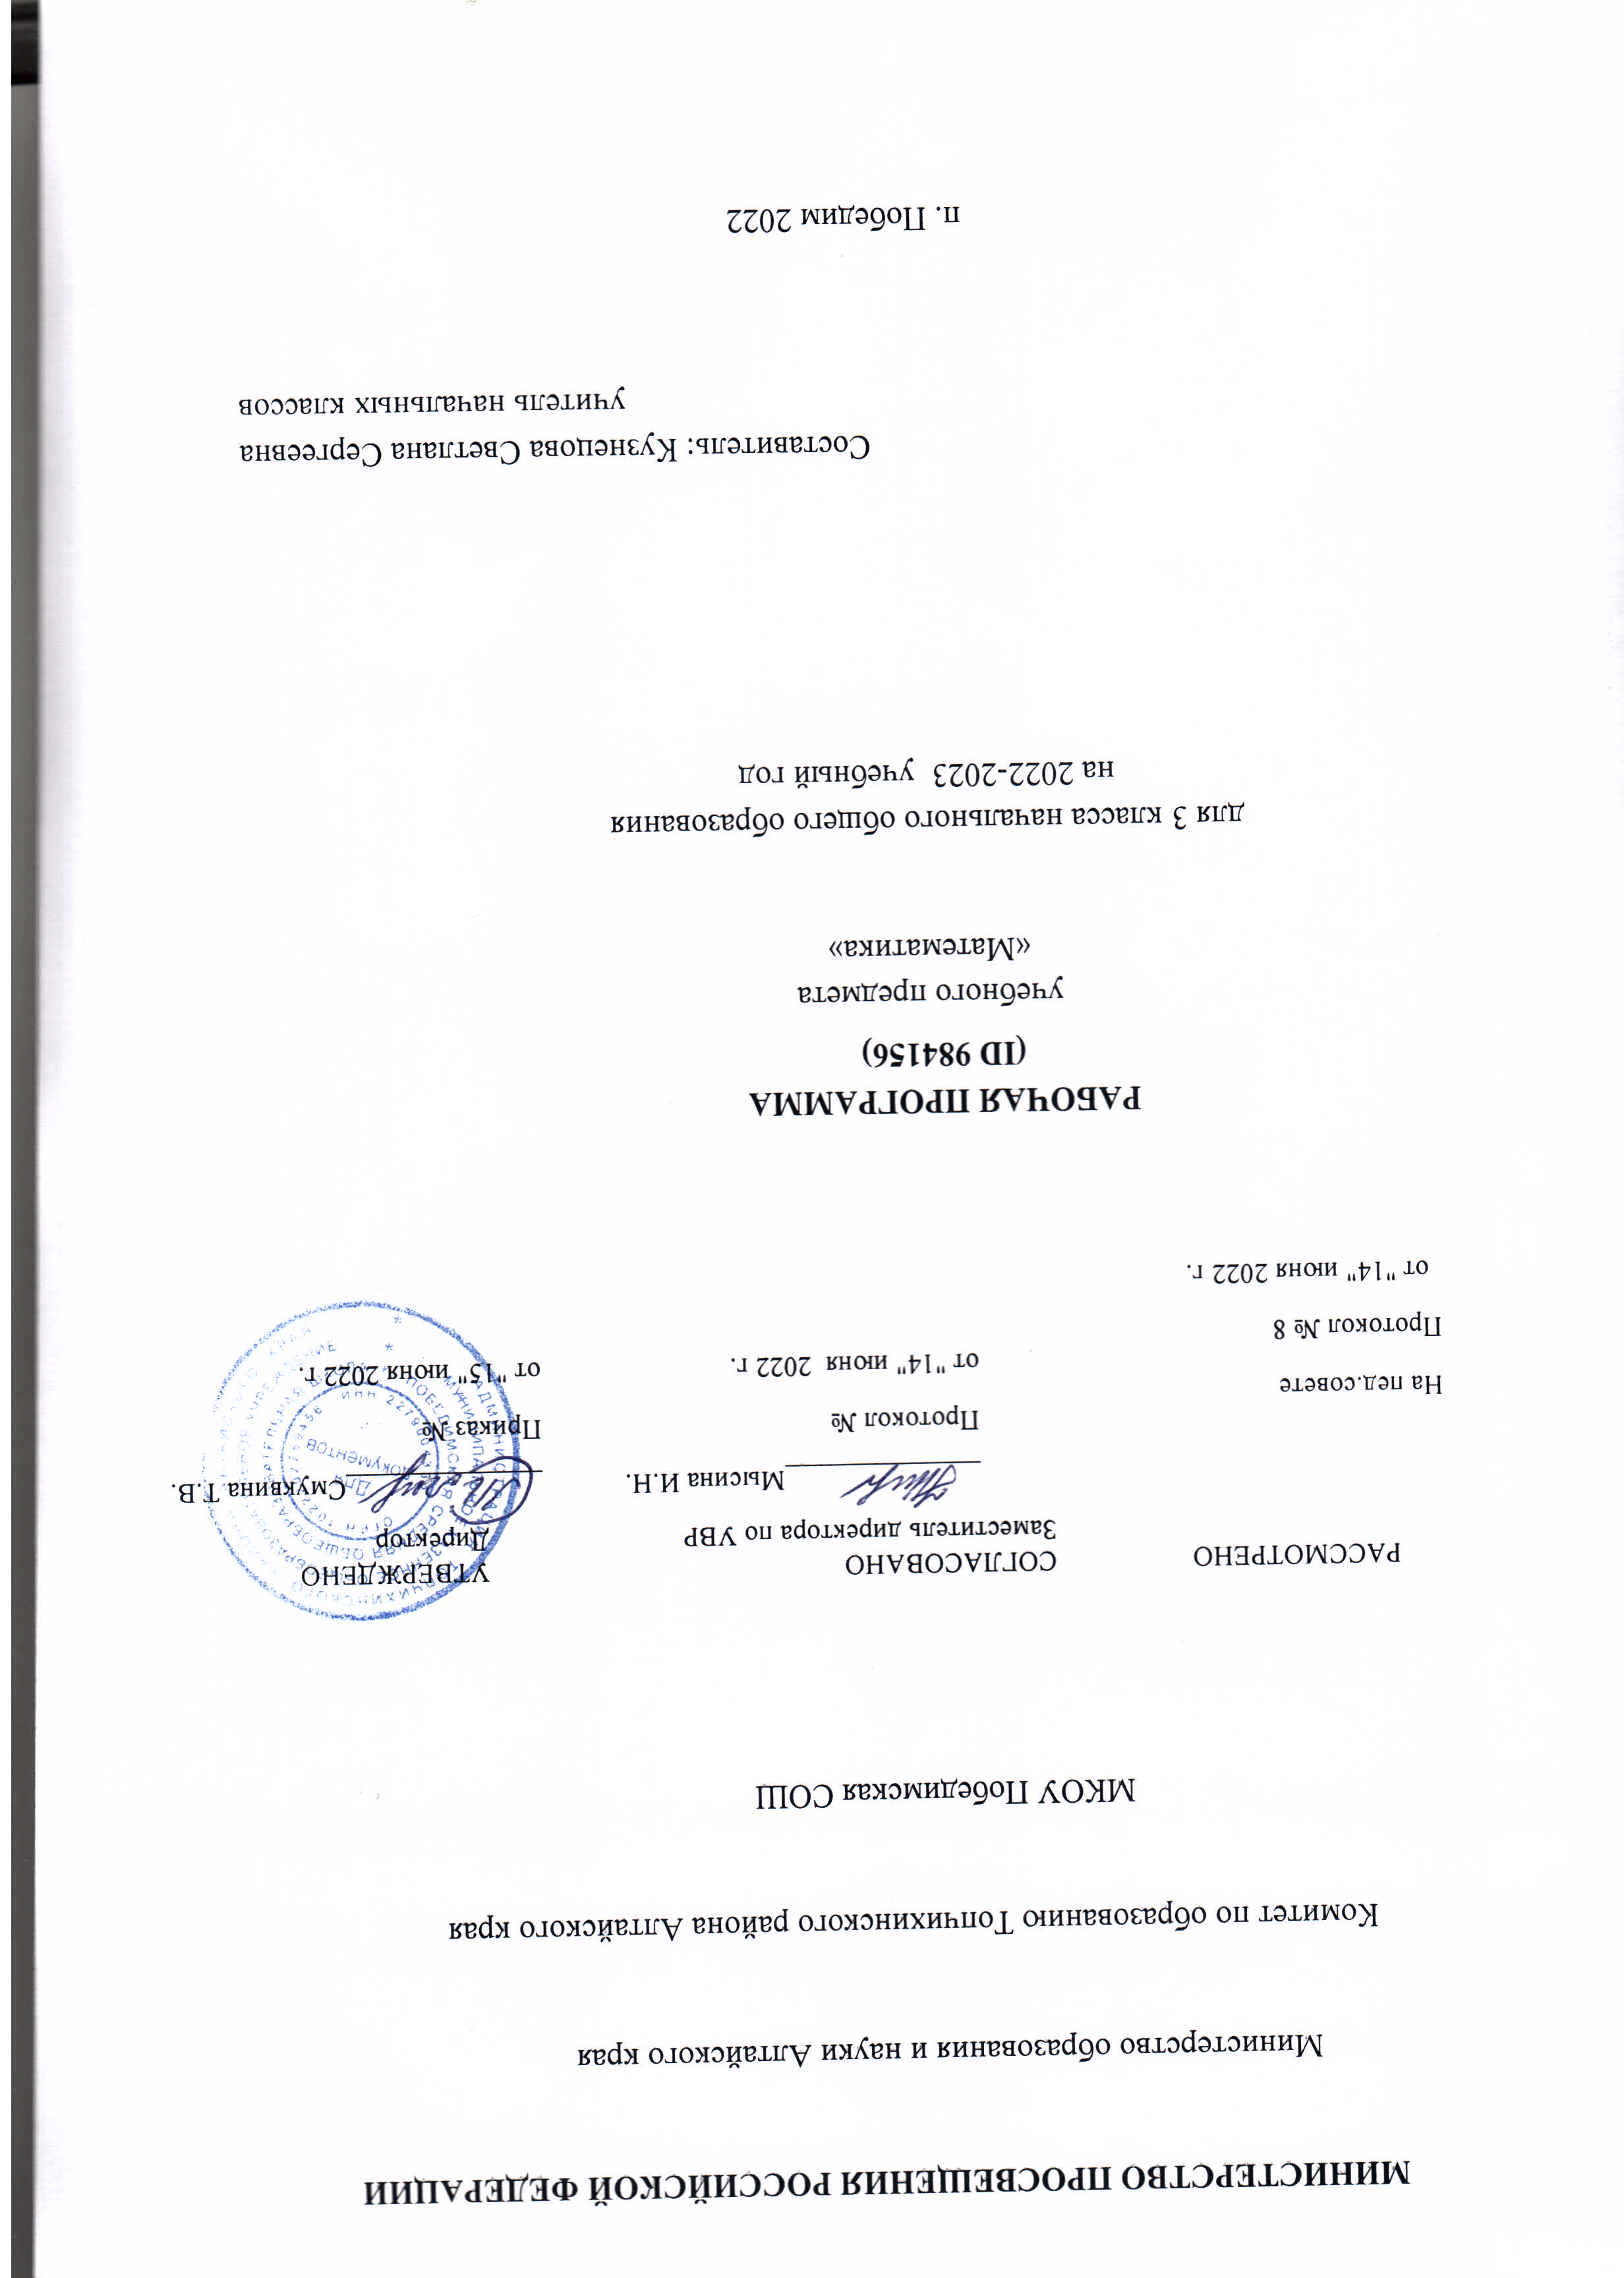 МИНИСТЕРСТВО ПРОСВЕЩЕНИЯ РОССИЙСКОЙ ФЕДЕРАЦИИ
Министерство образования и науки Алтайского края
Комитет по образованию Топчихинского района Алтайского края
МКОУ Победимская СОШ
РАССМОТРЕНО
На пед.совете
Протокол № 8
от "14" июня 2022 г.
СОГЛАСОВАНО
Заместитель директора по УВР
Мысина И.Н.
Протокол №
от "14" июня 2022 г.
УТВЕРЖДЕНО
Директор
Смуквина Т.В.
Приказ №
от "15" июня 2022 г.
Для
документов
РАБОЧАЯ ПРОГРАММА
(ID 984156)
учебного предмета
«Математика»
для 3 класса начального общего образования
на 2022-2023 учебный год
Составитель: Кузнецова Светлана Сергеевна
учитель начальных классов
п. Победим 2022